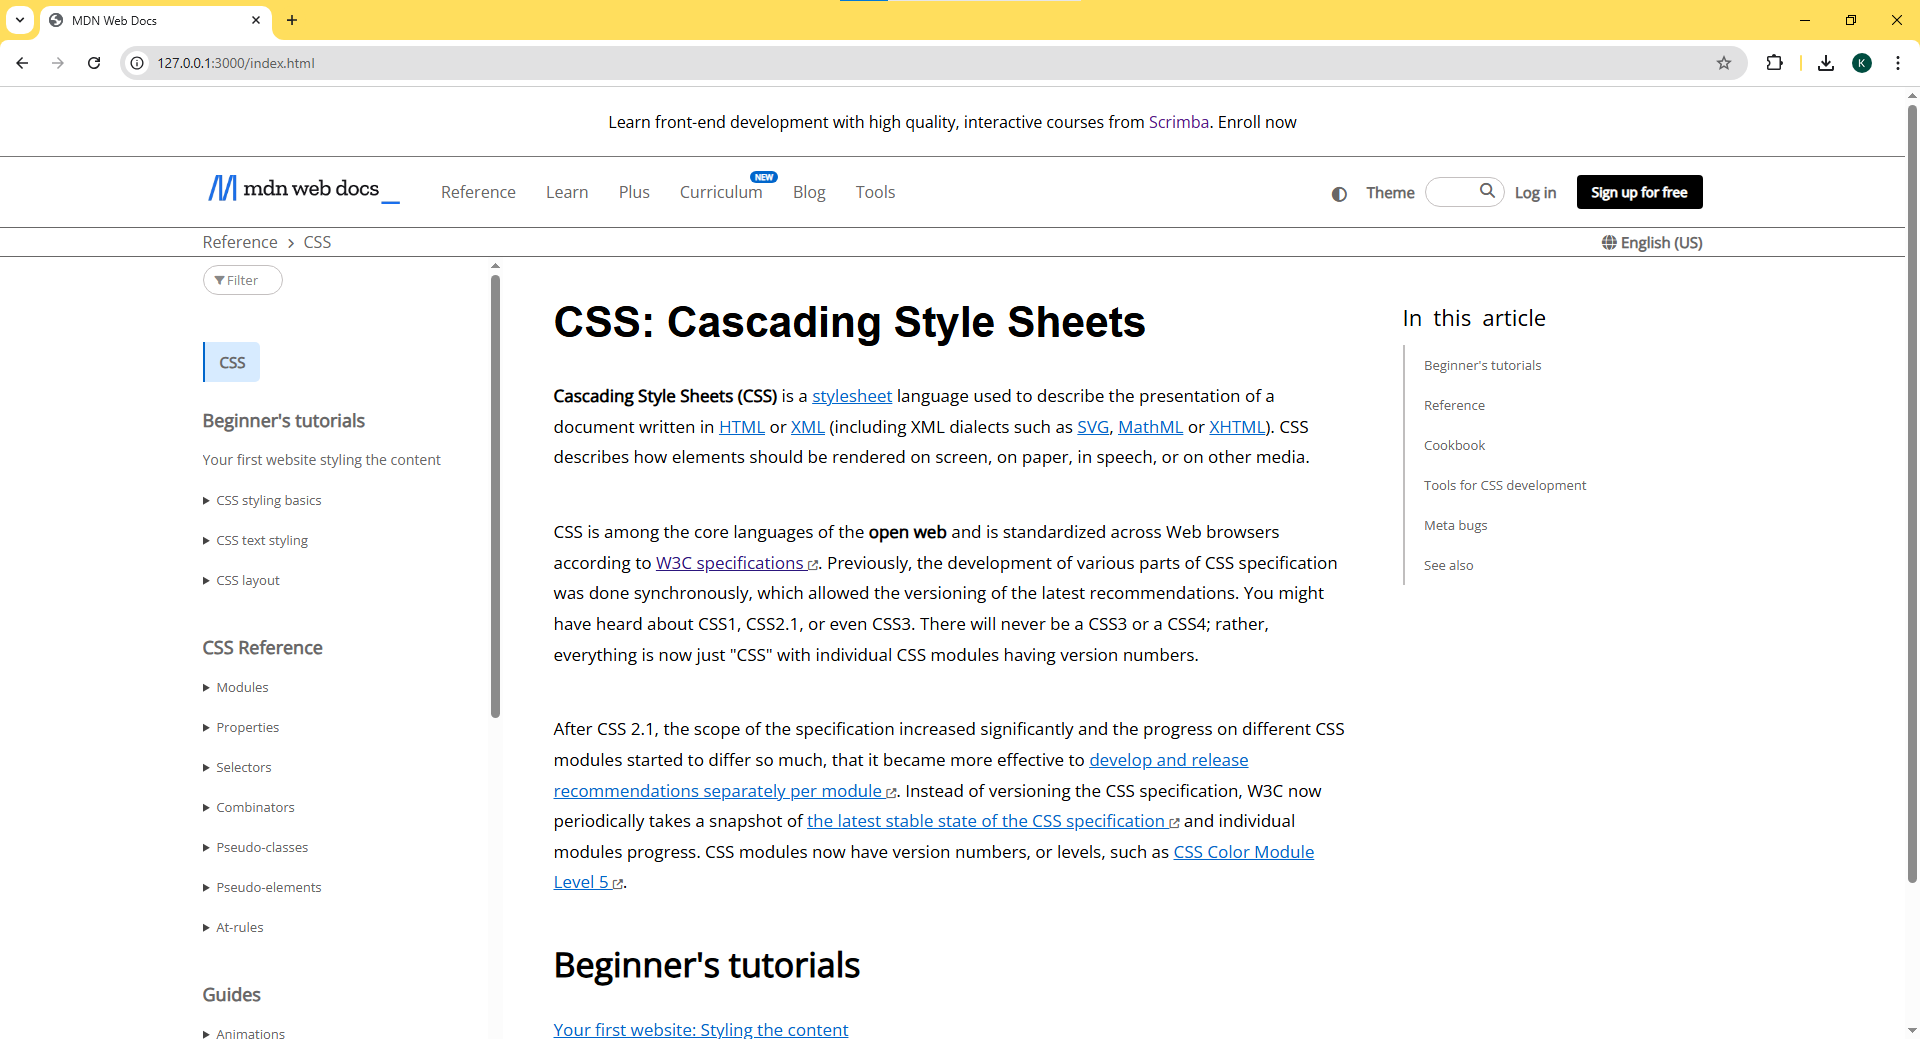 MDN Web Docs
127.0.0.1:3000/index.html
K
Learn front-end development with high quality, interactive courses from Scrimba. Enroll now
mdn web docs_
Reference
Learn
Plus
Curriculum
NEW
Blog
Tools
Theme
Log in
Sign up for free
Reference > CSS
English (US)
Filter
CSS
Beginner's tutorials
Your first website styling the content
CSS styling basics
CSS text styling
CSS layout
CSS Reference
Modules
Properties
Selectors
Combinators
Pseudo-classes
Pseudo-elements
At-rules
Guides
Animations
CSS: Cascading Style Sheets
Cascading Style Sheets (CSS) is a stylesheet language used to describe the presentation of a
document written in HTML or XML (including XML dialects such as SVG, MathML or XHTML). CSS
describes how elements should be rendered on screen, on paper, in speech, or on other media.
CSS is among the core languages of the open web and is standardized across Web browsers
according to W3C specifications. Previously, the development of various parts of CSS specification
was done synchronously, which allowed the versioning of the latest recommendations. You might
have heard about CSS1, CSS2.1, or even CSS3. There will never be a CSS3 or a CSS4; rather,
everything is now just "CSS" with individual CSS modules having version numbers.
After CSS 2.1, the scope of the specification increased significantly and the progress on different CSS
modules started to differ so much, that it became more effective to develop and release
recommendations separately per module. Instead of versioning the CSS specification, W3C now
periodically takes a snapshot of the latest stable state of the CSS specification and individual
modules progress. CSS modules now have version numbers, or levels, such as CSS Color Module
Level 5.
Beginner's tutorials
Your first website: Styling the content
In this article
Beginner's tutorials
Reference
Cookbook
Tools for CSS development
Meta bugs
See also